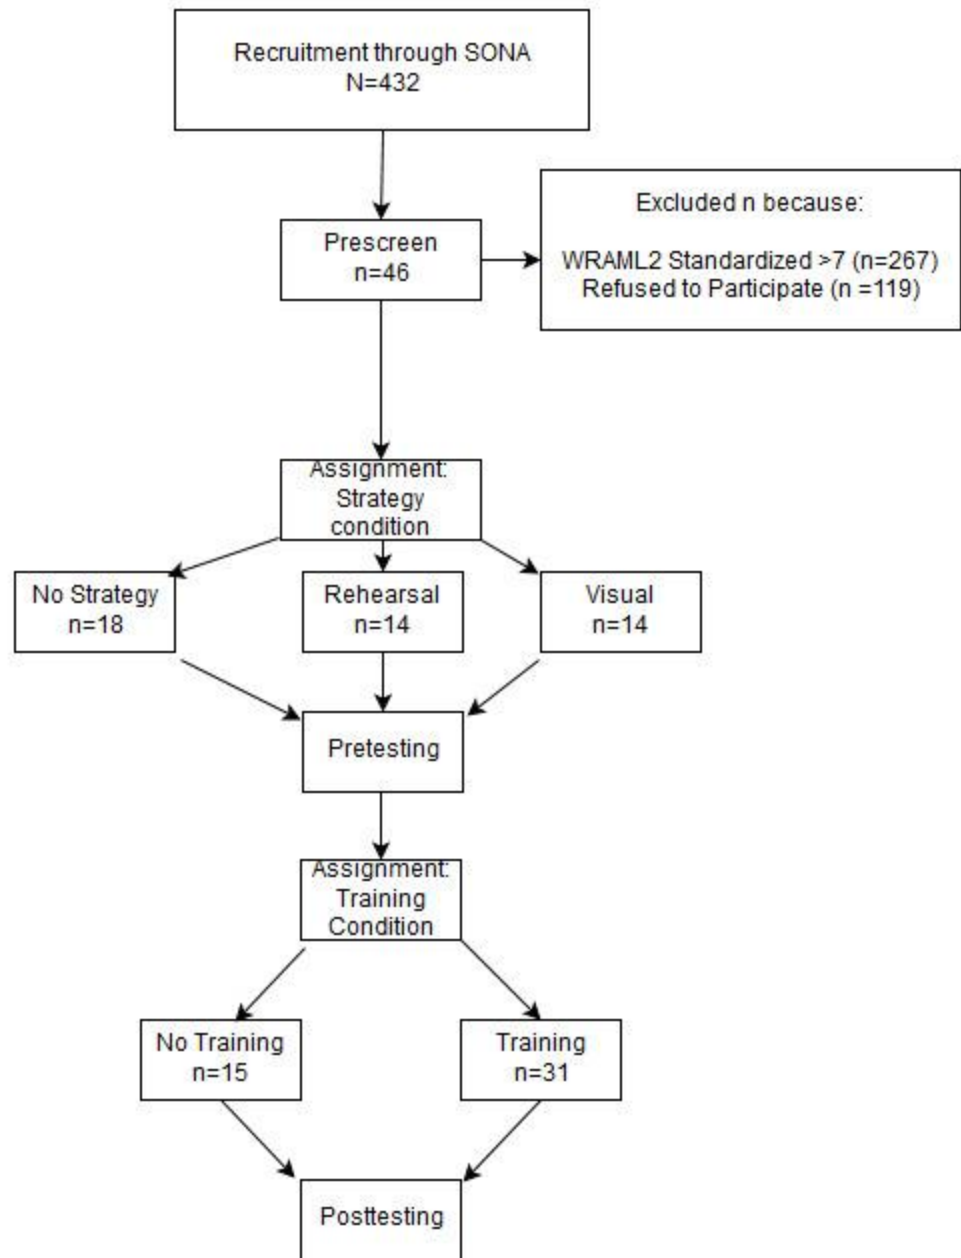 Recruitment through SONA
N=432
Excluded n because:
Prescreen
n=46
WRAML2 Standardized >7 (n=267)
Refused to Participate (n =119)
Assignment:
Strategy
condition
No Strategy
n=18
Rehearsal
n=14
Visual
n=14
Pretesting
Assignment:
Training
Condition
No Training
n=15
Training
n=31
Posttesting